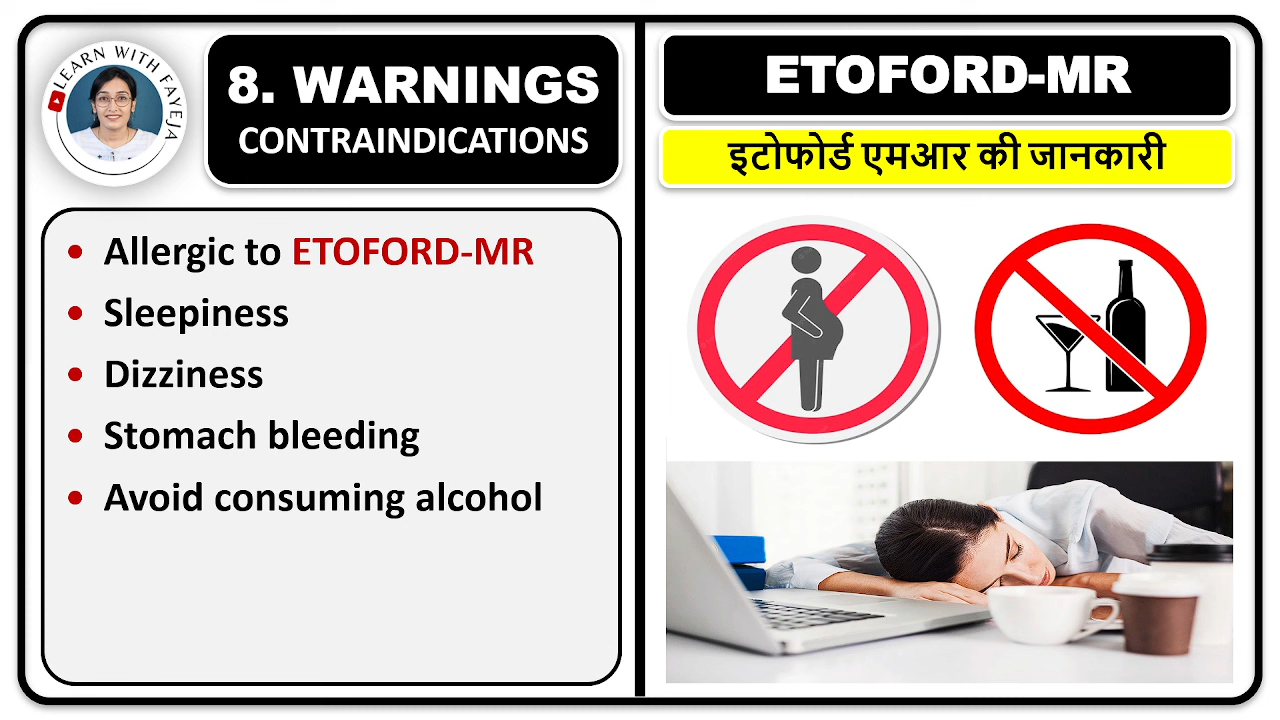 LEARN WITH FAYEJA
8. WARNINGS
CONTRAINDICATIONS
ETOFORD-MR
इटोफोर्ड एमआर की जानकारी
• Allergic to ETOFORD-MR
• Sleepiness
• Dizziness
• Stomach bleeding
• Avoid consuming alcohol